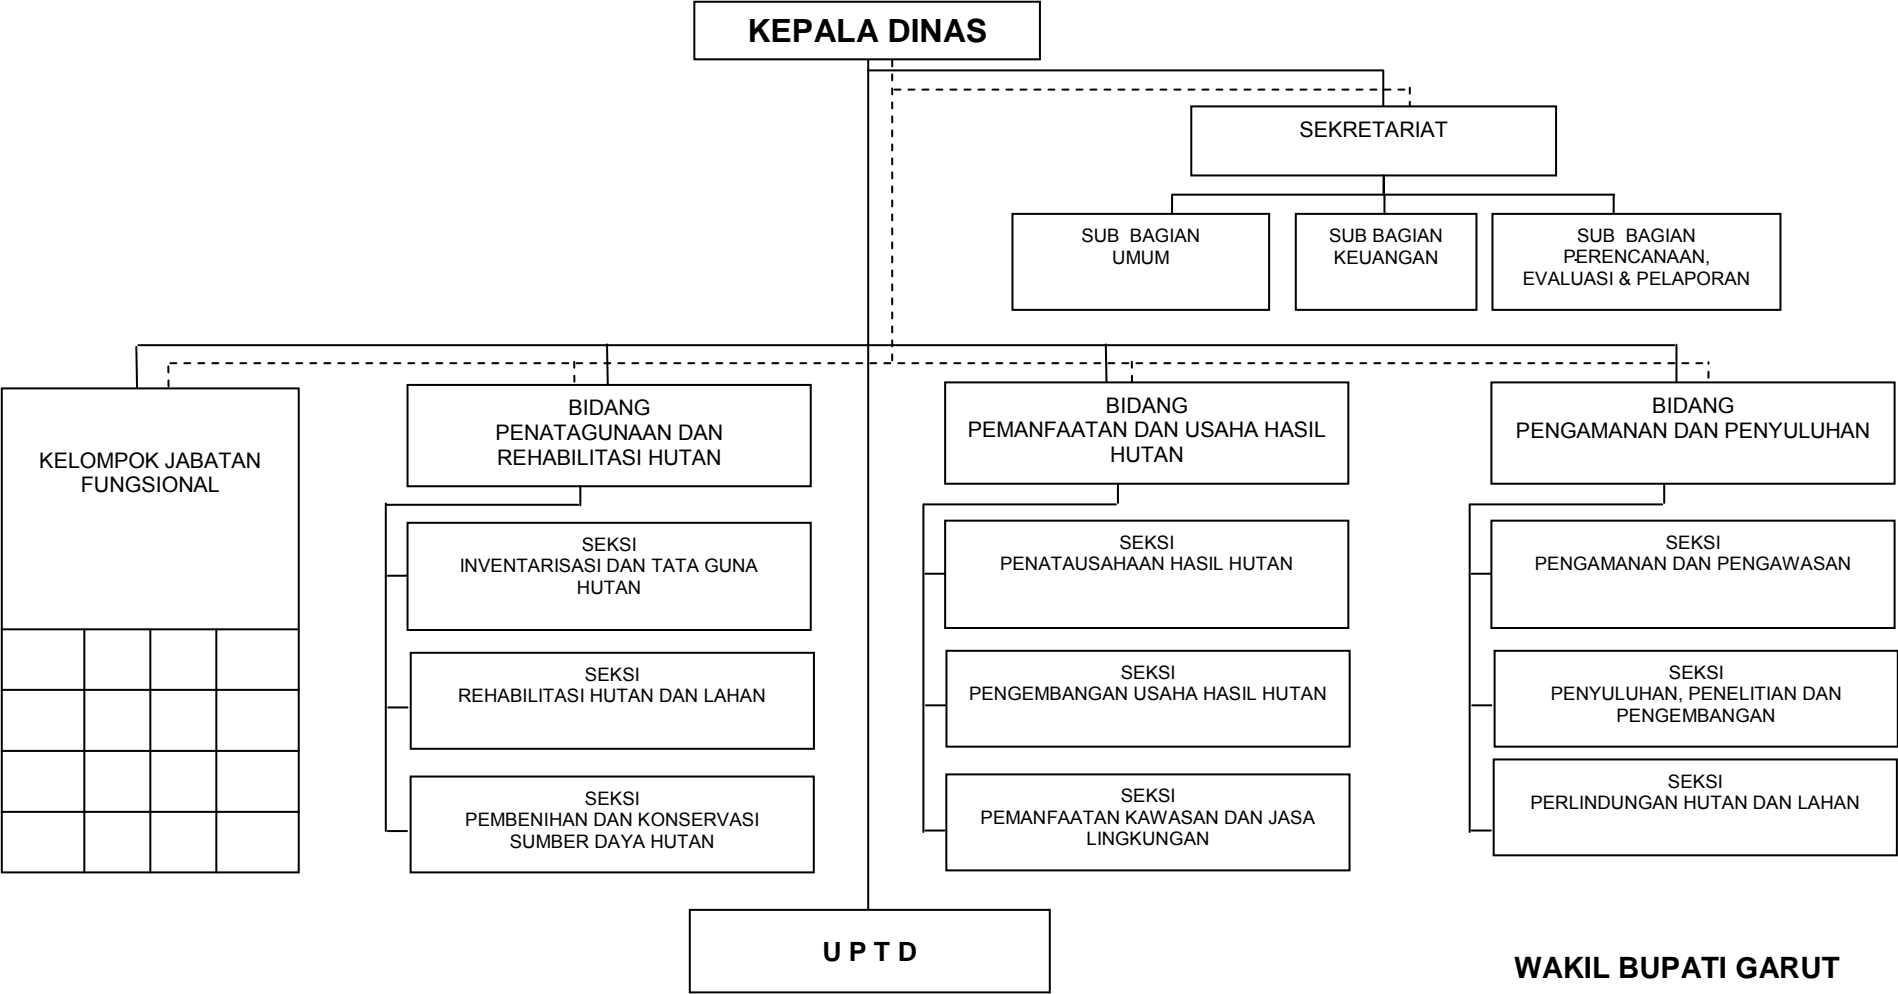 KEPALA DINAS
SEKRETARIAT
SUB BAGIAN
UMUM
SUB BAGIAN
KEUANGAN
SUB BAGIAN
PERENCANAAN,
EVALUASI & PELAPORAN
KELOMPOK JABATAN
FUNGSIONAL
BIDANG
PENATAGUNAAN DAN
REHABILITASI HUTAN
SEKSI
INVENTARISASI DAN TATA GUNA
HUTAN
SEKSI
REHABILITASI HUTAN DAN LAHAN
SEKSI
PEMBENIHAN DAN KONSERVASI
SUMBER DAYA HUTAN
BIDANG
PEMANFAATAN DAN USAHA HASIL
HUTAN
SEKSI
PENATAUSAHAAN HASIL HUTAN
SEKSI
PENGEMBANGAN USAHA HASIL HUTAN
SEKSI
PEMANFAATAN KAWASAN DAN JASA
LINGKUNGAN
BIDANG
PENGAMANAN DAN PENYULUHAN
SEKSI
PENGAMANAN DAN PENGAWASAN
SEKSI
PENYULUHAN, PENELITIAN DAN
PENGEMBANGAN
SEKSI
PERLINDUNGAN HUTAN DAN LAHAN
U P T D
WAKIL BUPATI GARUT